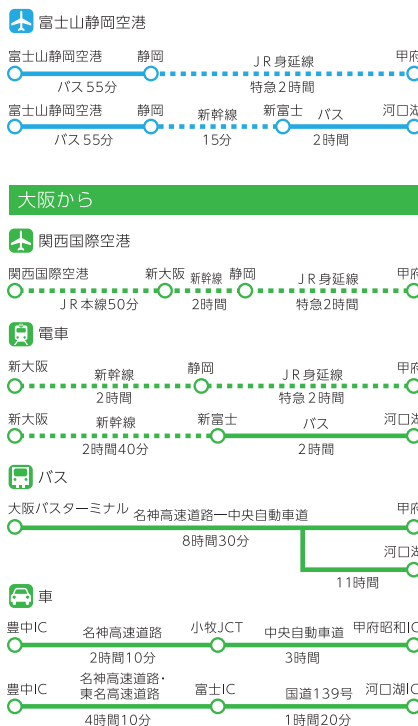 富士山静岡空港
富士山静岡空港 静岡 JR身延線 甲府
バス55分 特急2時間
富士山静岡空港 静岡 新幹線 新富士 バス 河口湖
バス55分 15分 2時間
大阪から
関西国際空港
関西国際空港 新大阪 新幹線 静岡 JR身延線 甲府
JR本線50分 2時間 特急2時間
電車
新大阪 新幹線 静岡 JR身延線 甲府
2時間 特急2時間
新大阪 新幹線 新富士 バス 河口湖
2時間40分 2時間
バス
大阪バスターミナル 名神高速道路ー中央自動車道 甲府
8時間30分
河口湖
11時間
車
豊中IC 名神高速道路 小牧JCT 中央自動車道 甲府昭和IC
2時間10分 3時間
豊中IC 名神高速道路・
東名高速道路 富士IC 国道139号 河口湖IC
4時間10分 1時間20分